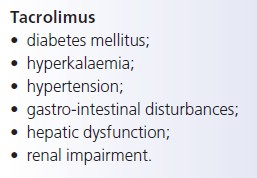 Tacrolimus
• diabetes mellitus;
• hyperkalaemia;
• hypertension;
• gastro-intestinal disturbances;
• hepatic dysfunction;
• renal impairment.